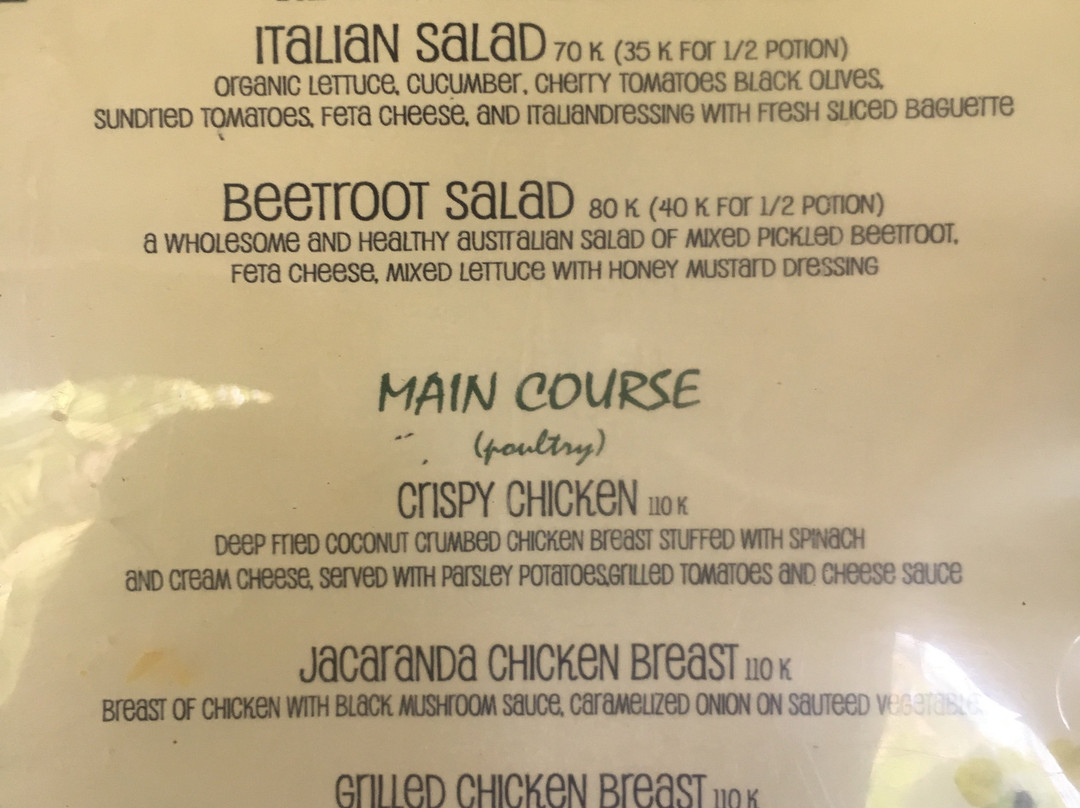 ITALIAN SALAD 70 K (35 K FOR 1/2 POTION)
ORGANIC LETTUCE, CUCUMBER, CHERRY TOMATOES BLACK OLIVES,
SUNDRIED TOMATOES, FETA CHEESE, AND ITALIANDRESSING WITH FRESH SLICED BAGUETTE
BEETROOT SALAD 80 K (40 K FOR 1/2 POTION)
A WHOLESOME AND HEALTHY AUSTRALIAN SALAD OF MIXED PICKLED BEETROOT,
FETA CHEESE, MIXED LETTUCE WITH HONEY MUSTARD DRESSING
MAIN COURSE
(poultry)
CRISPY CHICKEN 110 K
DEEP FRIED COCONUT CRUMBED CHICKEN BREAST STUFFED WITH SPINACH
AND CREAM CHEESE, SERVED WITH PARSLEY POTATOES,GRILLED TOMATOES AND CHEESE SAUCE
JACARANDA CHICKEN BREAST 110 K
BREAST OF CHICKEN WITH BLACK MUSHROOM SAUCE, CARAMELIZED ONION ON SAUTEED
GRILLED CHICKEN BREAST 110 K